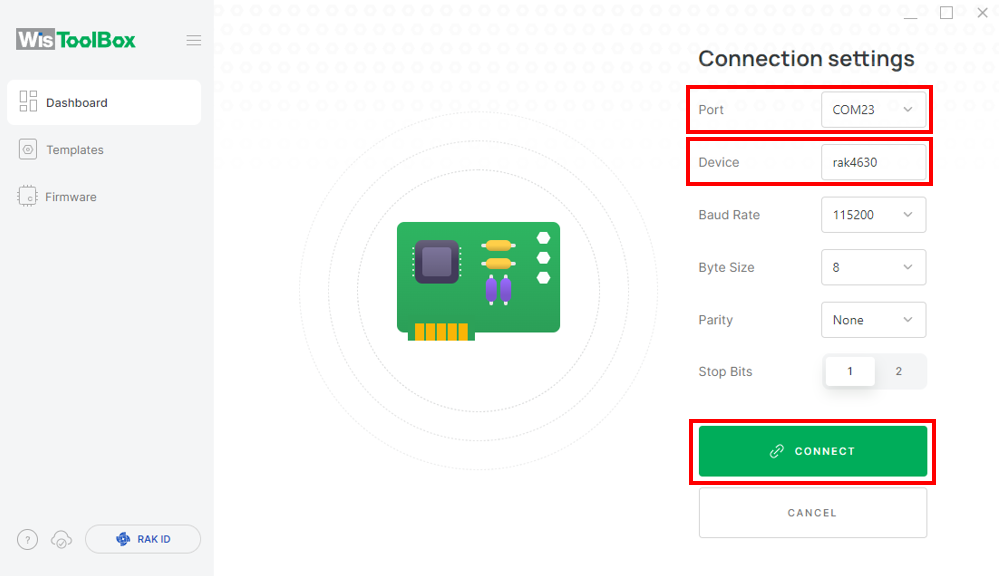 WisToolBox
Dashboard
Templates
Firmware
? RAK ID
Connection settings
Port COM23
Device rak4630
Baud Rate 115200
Byte Size 8
Parity None
Stop Bits 1 2
CONNECT
CANCEL